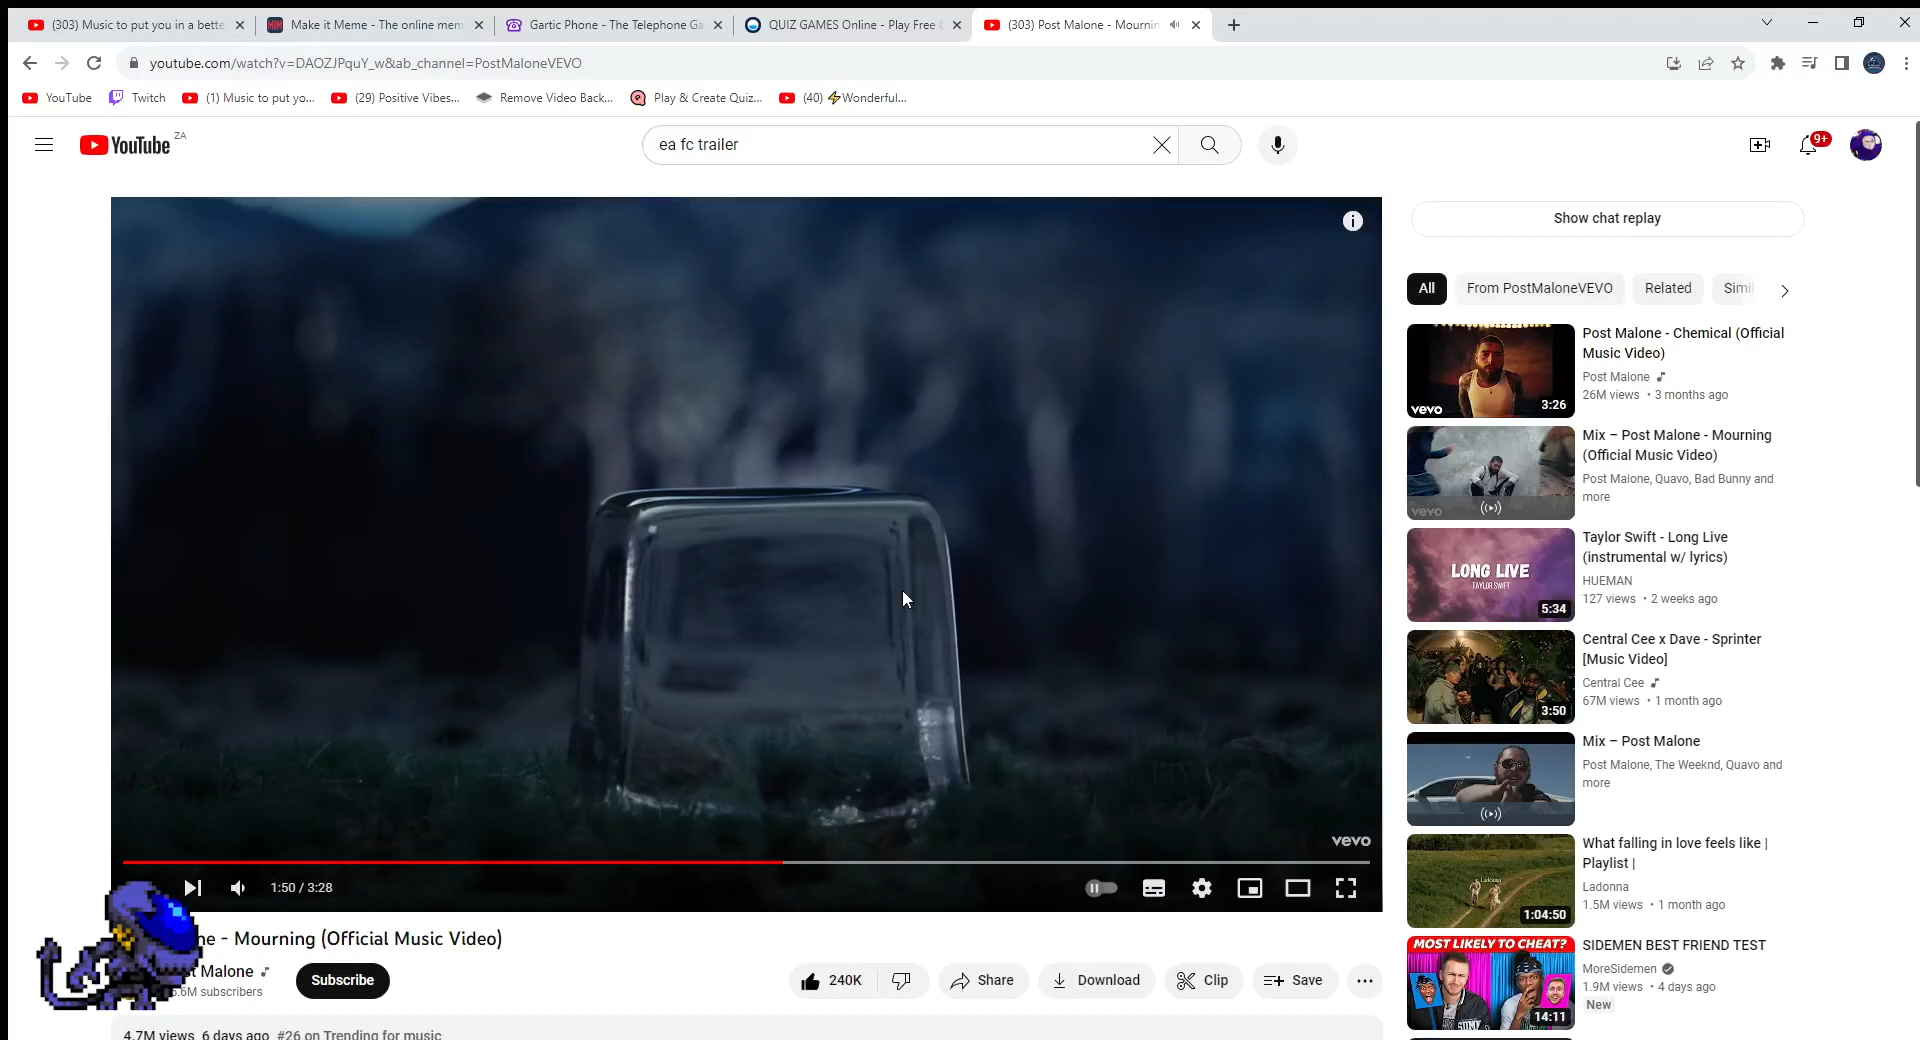 (303) Music to put you in a bette
Make it Meme - The online mem
Gartic Phone - The Telephone Ga
QUIZ GAMES Online - Play Free
(303) Post Malone - Mournin
youtube.com/watch?v=DAOZJPquY_w&ab_channel=PostMaloneVEVO
YouTube
Twitch
(1) Music to put yo...
(29) Positive Vibes...
Remove Video Back...
Play & Create Quiz...
(40) ⚡Wonderful...
YouTube ZA
ea fc trailer
9+
Show chat replay
All
From PostMaloneVEVO
Related
Simil
Post Malone - Chemical (Official
Music Video)
Post Malone
26M views • 3 months ago
vevo
3:26
Mix – Post Malone - Mourning
(Official Music Video)
Post Malone, Quavo, Bad Bunny and
more
vevo
Taylor Swift - Long Live
(instrumental w/ lyrics)
HUEMAN
127 views • 2 weeks ago
LONG LIVE
TAYLOR SWIFT
5:34
Central Cee x Dave - Sprinter
[Music Video]
Central Cee
67M views • 1 month ago
3:50
Mix – Post Malone
Post Malone, The Weeknd, Quavo and
more
What falling in love feels like |
Playlist |
Ladonna
1.5M views • 1 month ago
Ladonna
1:04:50
MOST LIKELY TO CHEAT?
SIDEMEN BEST FRIEND TEST
MoreSidemen
1.9M views • 4 days ago
New
14:11
vevo
1:50 / 3:28
ne - Mourning (Official Music Video)
t Malone
.6M subscribers
Subscribe
240K
Share
Download
Clip
Save
4.7M views 6 days ago #26 on Trending for music